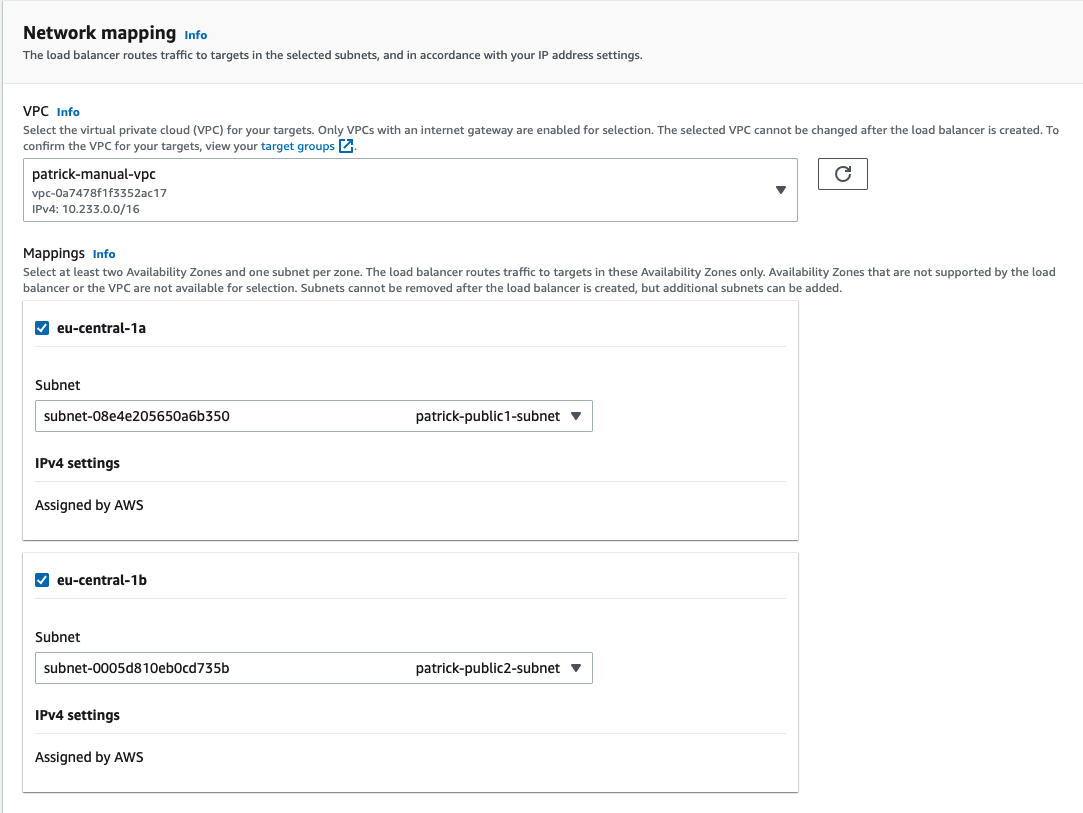 Network mapping Info
The load balancer routes traffic to targets in the selected subnets, and in accordance with your IP address settings.
VPC Info
Select the virtual private cloud (VPC) for your targets. Only VPCs with an internet gateway are enabled for selection. The selected VPC cannot be changed after the load balancer is created. To
confirm the VPC for your targets, view your target groups.
patrick-manual-vpc
vpc-0a7478f1f3352ac17
IPv4: 10.233.0.0/16
Mappings Info
Select at least two Availability Zones and one subnet per zone. The load balancer routes traffic to targets in these Availability Zones only. Availability Zones that are not supported by the load
balancer or the VPC are not available for selection. Subnets cannot be removed after the load balancer is created, but additional subnets can be added.
eu-central-1a
Subnet
subnet-08e4e205650a6b350 patrick-public1-subnet
IPv4 settings
Assigned by AWS
eu-central-1b
Subnet
subnet-0005d810eb0cd735b patrick-public2-subnet
IPv4 settings
Assigned by AWS